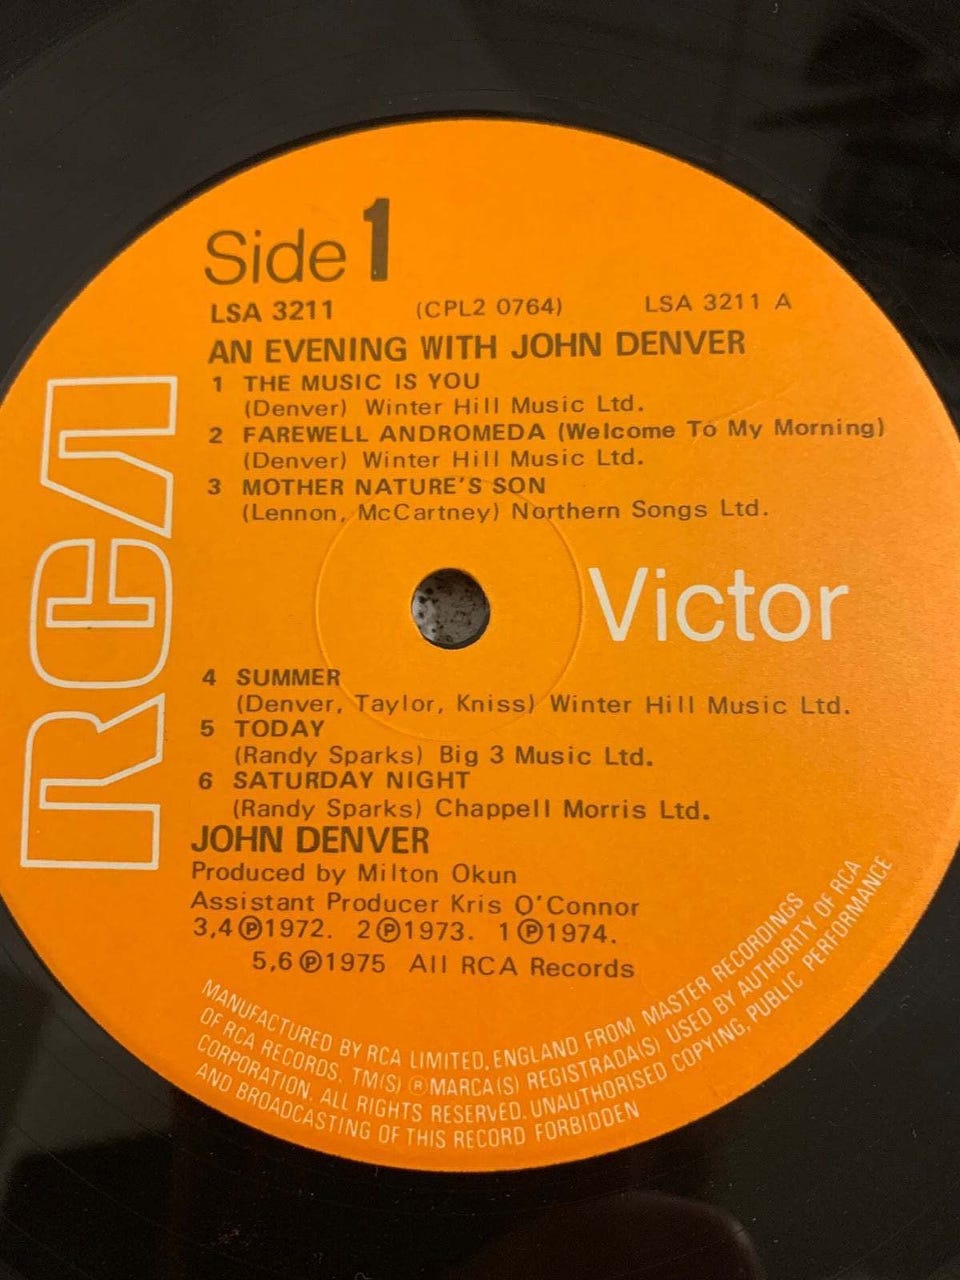 Side 1
LSA 3211 (CPL2 0764) LSA 3211 A
AN EVENING WITH JOHN DENVER
1 THE MUSIC IS YOU
(Denver) Winter Hill Music Ltd.
2 FAREWELL ANDROMEDA (Welcome To My Morning)
(Denver) Winter Hill Music Ltd.
3 MOTHER NATURE'S SON
(Lennon, McCartney) Northern Songs Ltd.
RCA
Victor
4 SUMMER
(Denver, Taylor, Kniss) Winter Hill Music Ltd.
5 TODAY
(Randy Sparks) Big 3 Music Ltd.
6 SATURDAY NIGHT
(Randy Sparks) Chappell Morris Ltd.
JOHN DENVER
Produced by Milton Okun
Assistant Producer Kris O'Connor
3,4 ℗1972. 2℗1973. 1℗1974.
5,6 ℗1975 All RCA Records
MANUFACTURED BY RCA LIMITED, ENGLAND FROM MASTER RECORDINGS
OF RCA RECORDS. TM(S) ® MARCA(S) REGISTRADA(S) USED BY AUTHORITY OF RCA
CORPORATION. ALL RIGHTS RESERVED. UNAUTHORISED COPYING, PUBLIC PERFORMANCE
AND BROADCASTING OF THIS RECORD FORBIDDEN